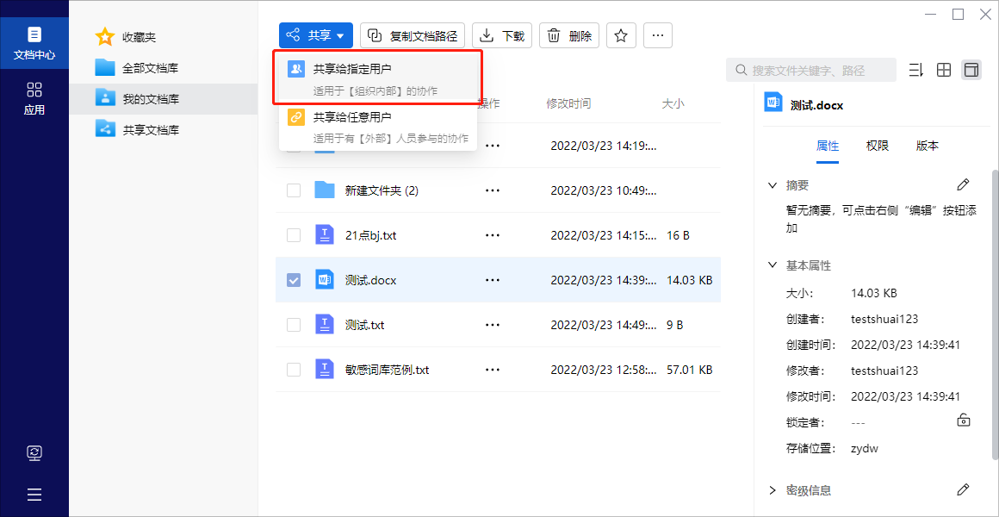 文档中心
应用
收藏夹
全部文档库
我的文档库
共享文档库
共享
复制文档路径
下载
删除
共享给指定用户
适用于【组织内部】的协作
共享给任意用户
适用于有【外部】人员参与的协作
搜索文件关键字、路径
操作 修改时间 大小
2022/03/23 14:19:...
新建文件夹 (2) 2022/03/23 10:49:...
21点bj.txt 2022/03/23 14:15:... 16 B
测试.docx 2022/03/23 14:39:... 14.03 KB
测试.txt 2022/03/23 14:49:... 9 B
敏感词库范例.txt 2022/03/23 12:58:... 57.01 KB
测试.docx
属性 权限 版本
摘要
暂无摘要，可点击右侧“编辑”按钮添
加
基本属性
大小： 14.03 KB
创建者： testshuai123
创建时间： 2022/03/23 14:39:41
修改者： testshuai123
修改时间： 2022/03/23 14:39:41
锁定者： ---
存储位置： zydw
密级信息